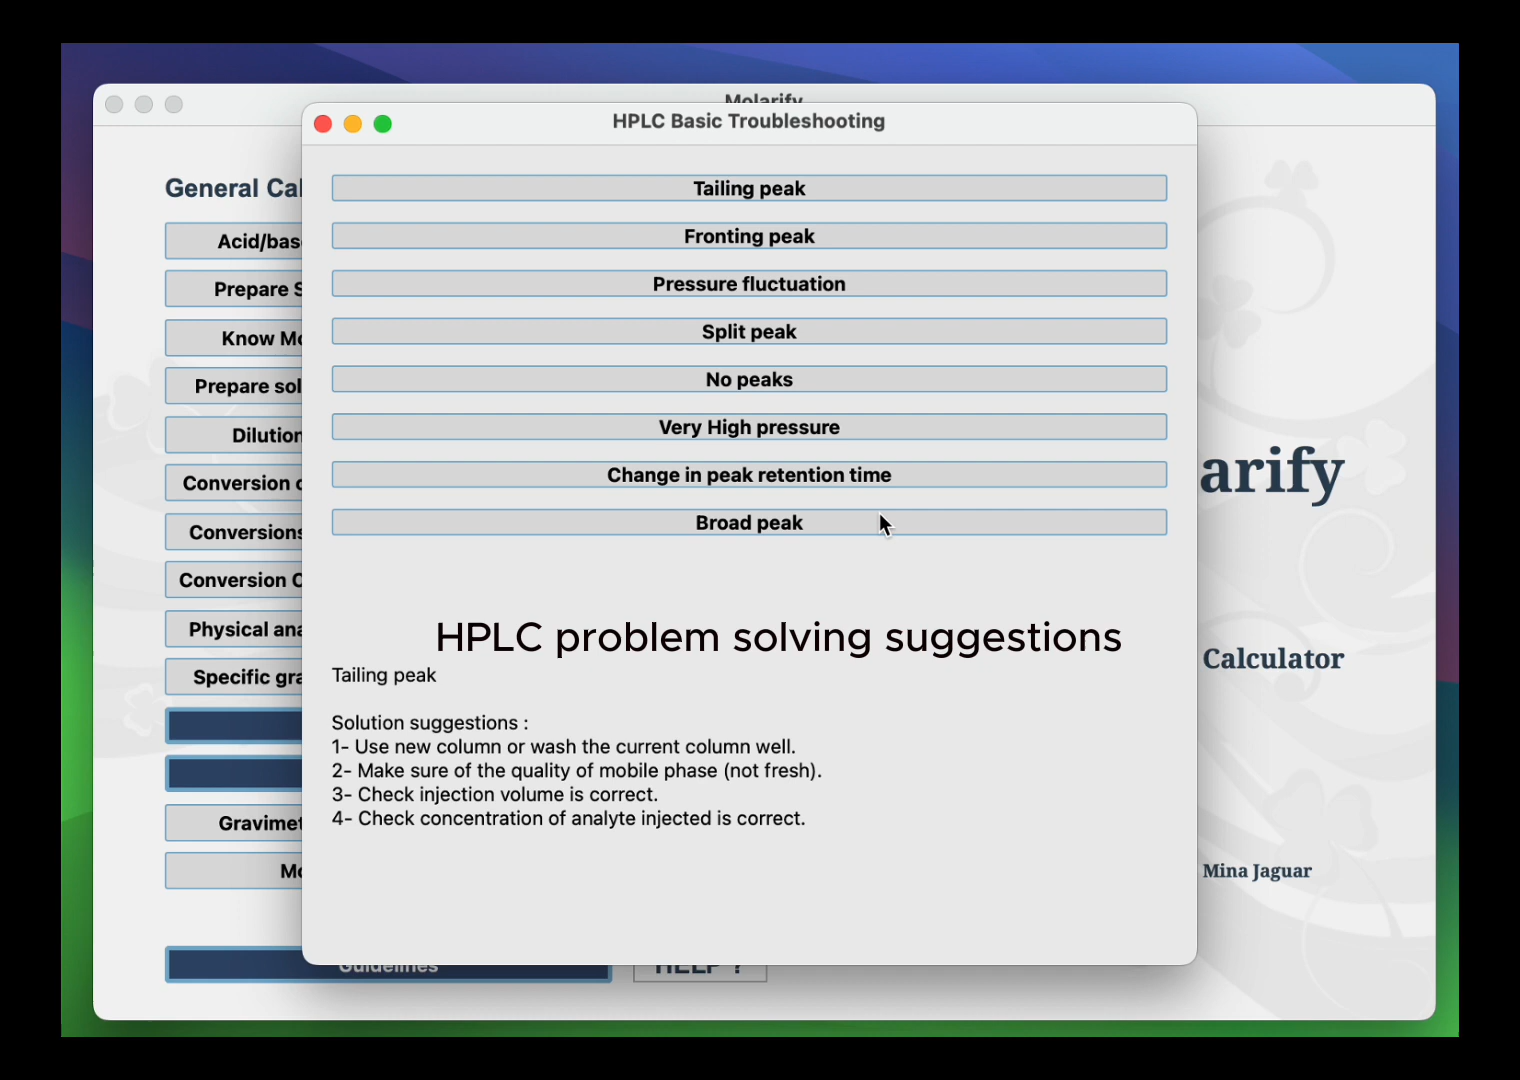 Molarify
HPLC Basic Troubleshooting
General Cal
Acid/bas
Prepare S
Know Mo
Prepare sol
Dilution
Conversion
Conversions
Conversion C
Physical ana
Specific gra
Gravimet
Mo
Guidelines
HELP ?
Tailing peak
Fronting peak
Pressure fluctuation
Split peak
No peaks
Very High pressure
Change in peak retention time
Broad peak
HPLC problem solving suggestions
Tailing peak
Solution suggestions :
1- Use new column or wash the current column well.
2- Make sure of the quality of mobile phase (not fresh).
3- Check injection volume is correct.
4- Check concentration of analyte injected is correct.
arify
Calculator
Mina Jaguar